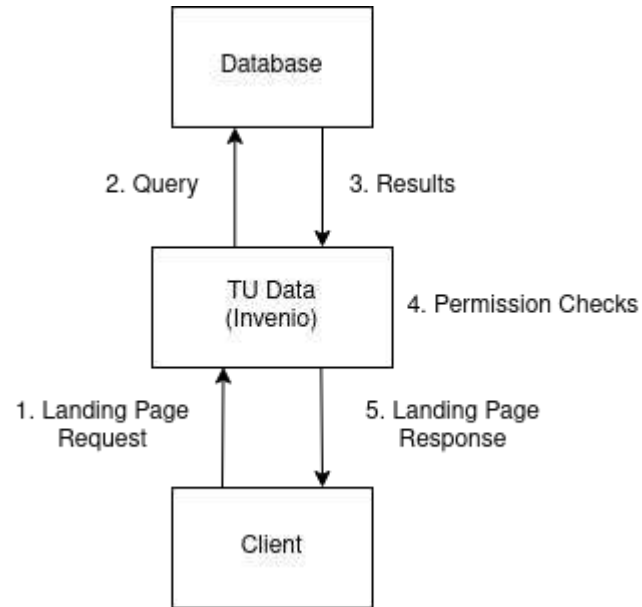 Database
2. Query
3. Results
TU Data
(Invenio)
4. Permission Checks
1. Landing Page
Request
5. Landing Page
Response
Client